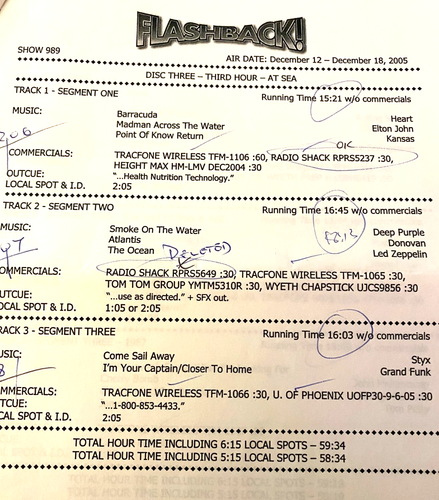 FLASHBACK!
SHOW 989
AIR DATE: December 12 – December 18, 2005
DISC THREE – THIRD HOUR – AT SEA
TRACK 1 - SEGMENT ONE Running Time 15:21 w/o commercials
MUSIC: Barracuda Heart
Madman Across The Water Elton John
Point Of Know Return Kansas
OK
COMMERCIALS: TRACFONE WIRELESS TFM-1106 :60, RADIO SHACK RPRS5237 :30,
HEIGHT MAX HM-LMV DEC2004 :30
OUTCUE: "...Health Nutrition Technology."
LOCAL SPOT & I.D. 2:05
TRACK 2 - SEGMENT TWO Running Time 16:45 w/o commercials
MUSIC: Smoke On The Water Deep Purple
Atlantis Donovan
The Ocean DELETED Led Zeppelin
OMMERCIALS: RADIO SHACK RPRS5649 :30, TRACFONE WIRELESS TFM-1065 :30,
TOM TOM GROUP YMTM5310R :30, WYETH CHAPSTICK UJCS9856 :30
UTCUE: "...use as directed." + SFX out.
OCAL SPOT & I.D. 1:05 or 2:05
RACK 3 - SEGMENT THREE Running Time 16:03 w/o commercials
USIC: Come Sail Away Styx
I'm Your Captain/Closer To Home Grand Funk
MMERCIALS: TRACFONE WIRELESS TFM-1066 :30, U. OF PHOENIX UOFP30-9-6-05 :30
TCUE: "...1-800-853-4433."
CAL SPOT & I.D. 2:05
TOTAL HOUR TIME INCLUDING 6:15 LOCAL SPOTS – 59:34
TOTAL HOUR TIME INCLUDING 5:15 LOCAL SPOTS – 58:34